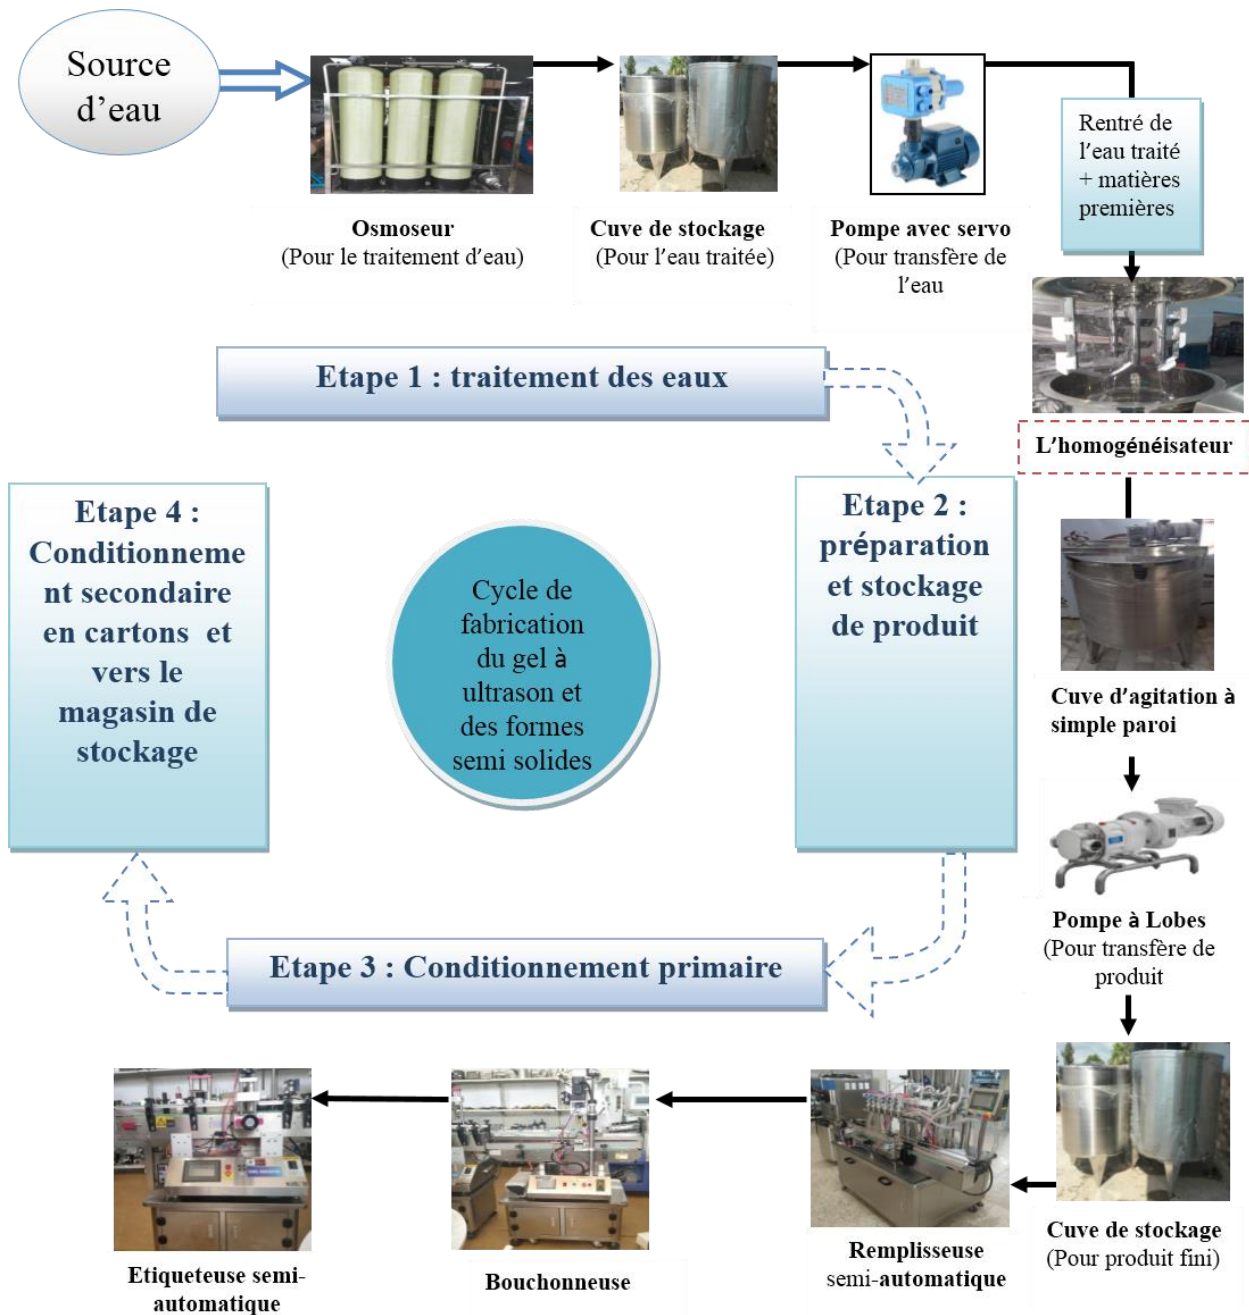 Source
d'eau
Osmoseur
(Pour le traitement d'eau)
Cuve de stockage
(Pour l'eau traitée)
Pompe avec servo
(Pour transfère de
l'eau
Rentré de
l'eau traité
+ matières
premières
L'homogénéisateur
Etape 1 : traitement des eaux
Etape 2 :
préparation
et stockage
de produit
Etape 4 :
Conditionneme
nt secondaire
en cartons et
vers le
magasin de
stockage
Cycle de
fabrication
du gel à
ultrason et
des formes
semi solides
Cuve d'agitation à
simple paroi
Pompe à Lobes
(Pour transfère de
produit
Etape 3 : Conditionnement primaire
Cuve de stockage
(Pour produit fini)
Remplisseuse
semi-automatique
Bouchonneuse
Etiqueteuse semi-
automatique